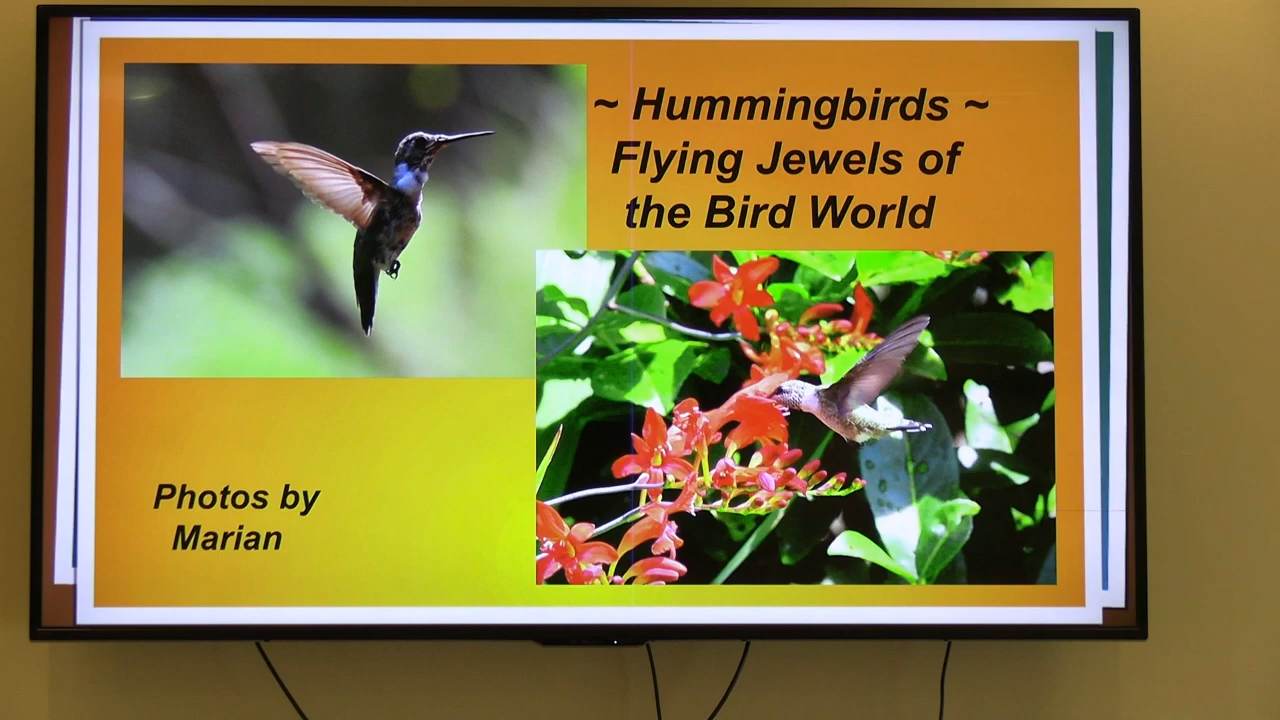 ~ Hummingbirds ~
Flying Jewels of
the Bird World
Photos by
Marian